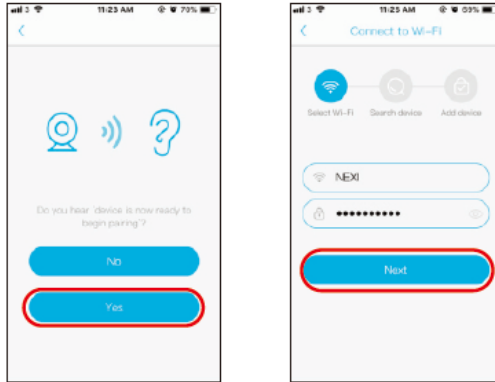 11:23 AM
70%
Do you hear 'device is now ready to
begin pairing'?
No
Yes
11:25 AM
Connect to Wi-Fi
Select Wi-Fi Search device Add device
NEXI
Next